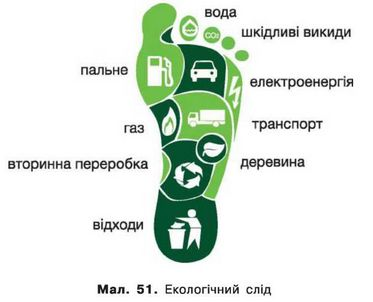 вода
шкідливі викиди
CO₂
пальне
електроенергія
газ
транспорт
вторинна переробка
деревина
відходи
Мал. 51. Екологічний слід